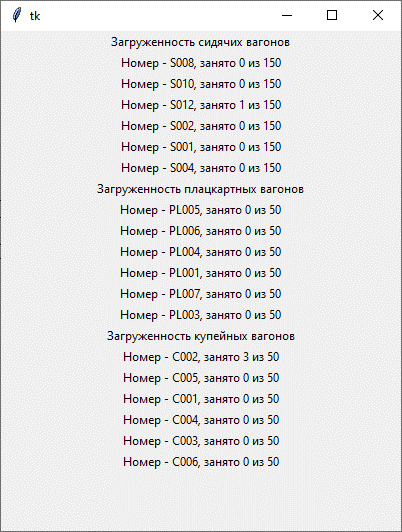 tk
Загруженность сидячих вагонов
Номер - S008, занято 0 из 150
Номер - S010, занято 0 из 150
Номер - S012, занято 1 из 150
Номер - S002, занято 0 из 150
Номер - S001, занято 0 из 150
Номер - S004, занято 0 из 150
Загруженность плацкартных вагонов
Номер - PL005, занято 0 из 50
Номер - PL006, занято 0 из 50
Номер - PL004, занято 0 из 50
Номер - PL001, занято 0 из 50
Номер - PL007, занято 0 из 50
Номер - PL003, занято 0 из 50
Загруженность купейных вагонов
Номер - C002, занято 3 из 50
Номер - C005, занято 0 из 50
Номер - C001, занято 0 из 50
Номер - C004, занято 0 из 50
Номер - C003, занято 0 из 50
Номер - C006, занято 0 из 50